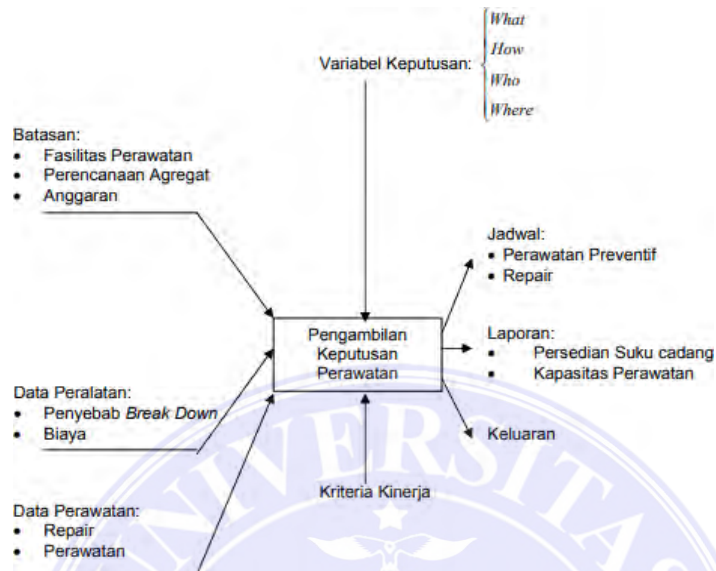 What
How
Variabel Keputusan:
Who
Where
Batasan:
• Fasilitas Perawatan
• Perencanaan Agregat
• Anggaran
Jadwal:
• Perawatan Preventif
• Repair
Pengambilan
Keputusan
Perawatan
Laporan:
• Persedian Suku cadang
• Kapasitas Perawatan
Data Peralatan:
• Penyebab Break Down
• Biaya
Keluaran
Kriteria Kinerja
Data Perawatan:
• Repair
• Perawatan
UNIVERSITAS